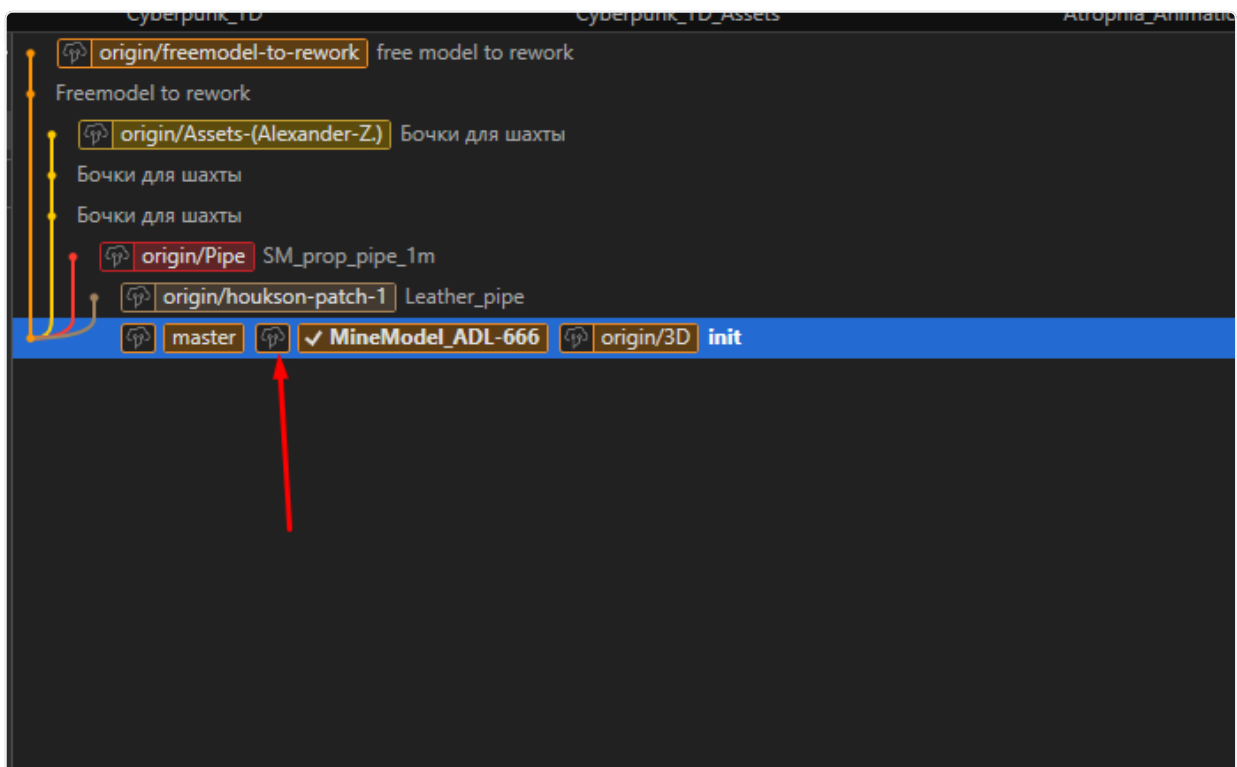 Cyberpunk_TD Cyberpunk_TD_Assets Atrophia_Animatio
origin/freemodel-to-rework free model to rework
Freemodel to rework
origin/Assets-(Alexander-Z.) Бочки для шахты
Бочки для шахты
Бочки для шахты
origin/Pipe SM_prop_pipe_1m
origin/houkson-patch-1 Leather_pipe
master ✓ MineModel_ADL-666 origin/3D init